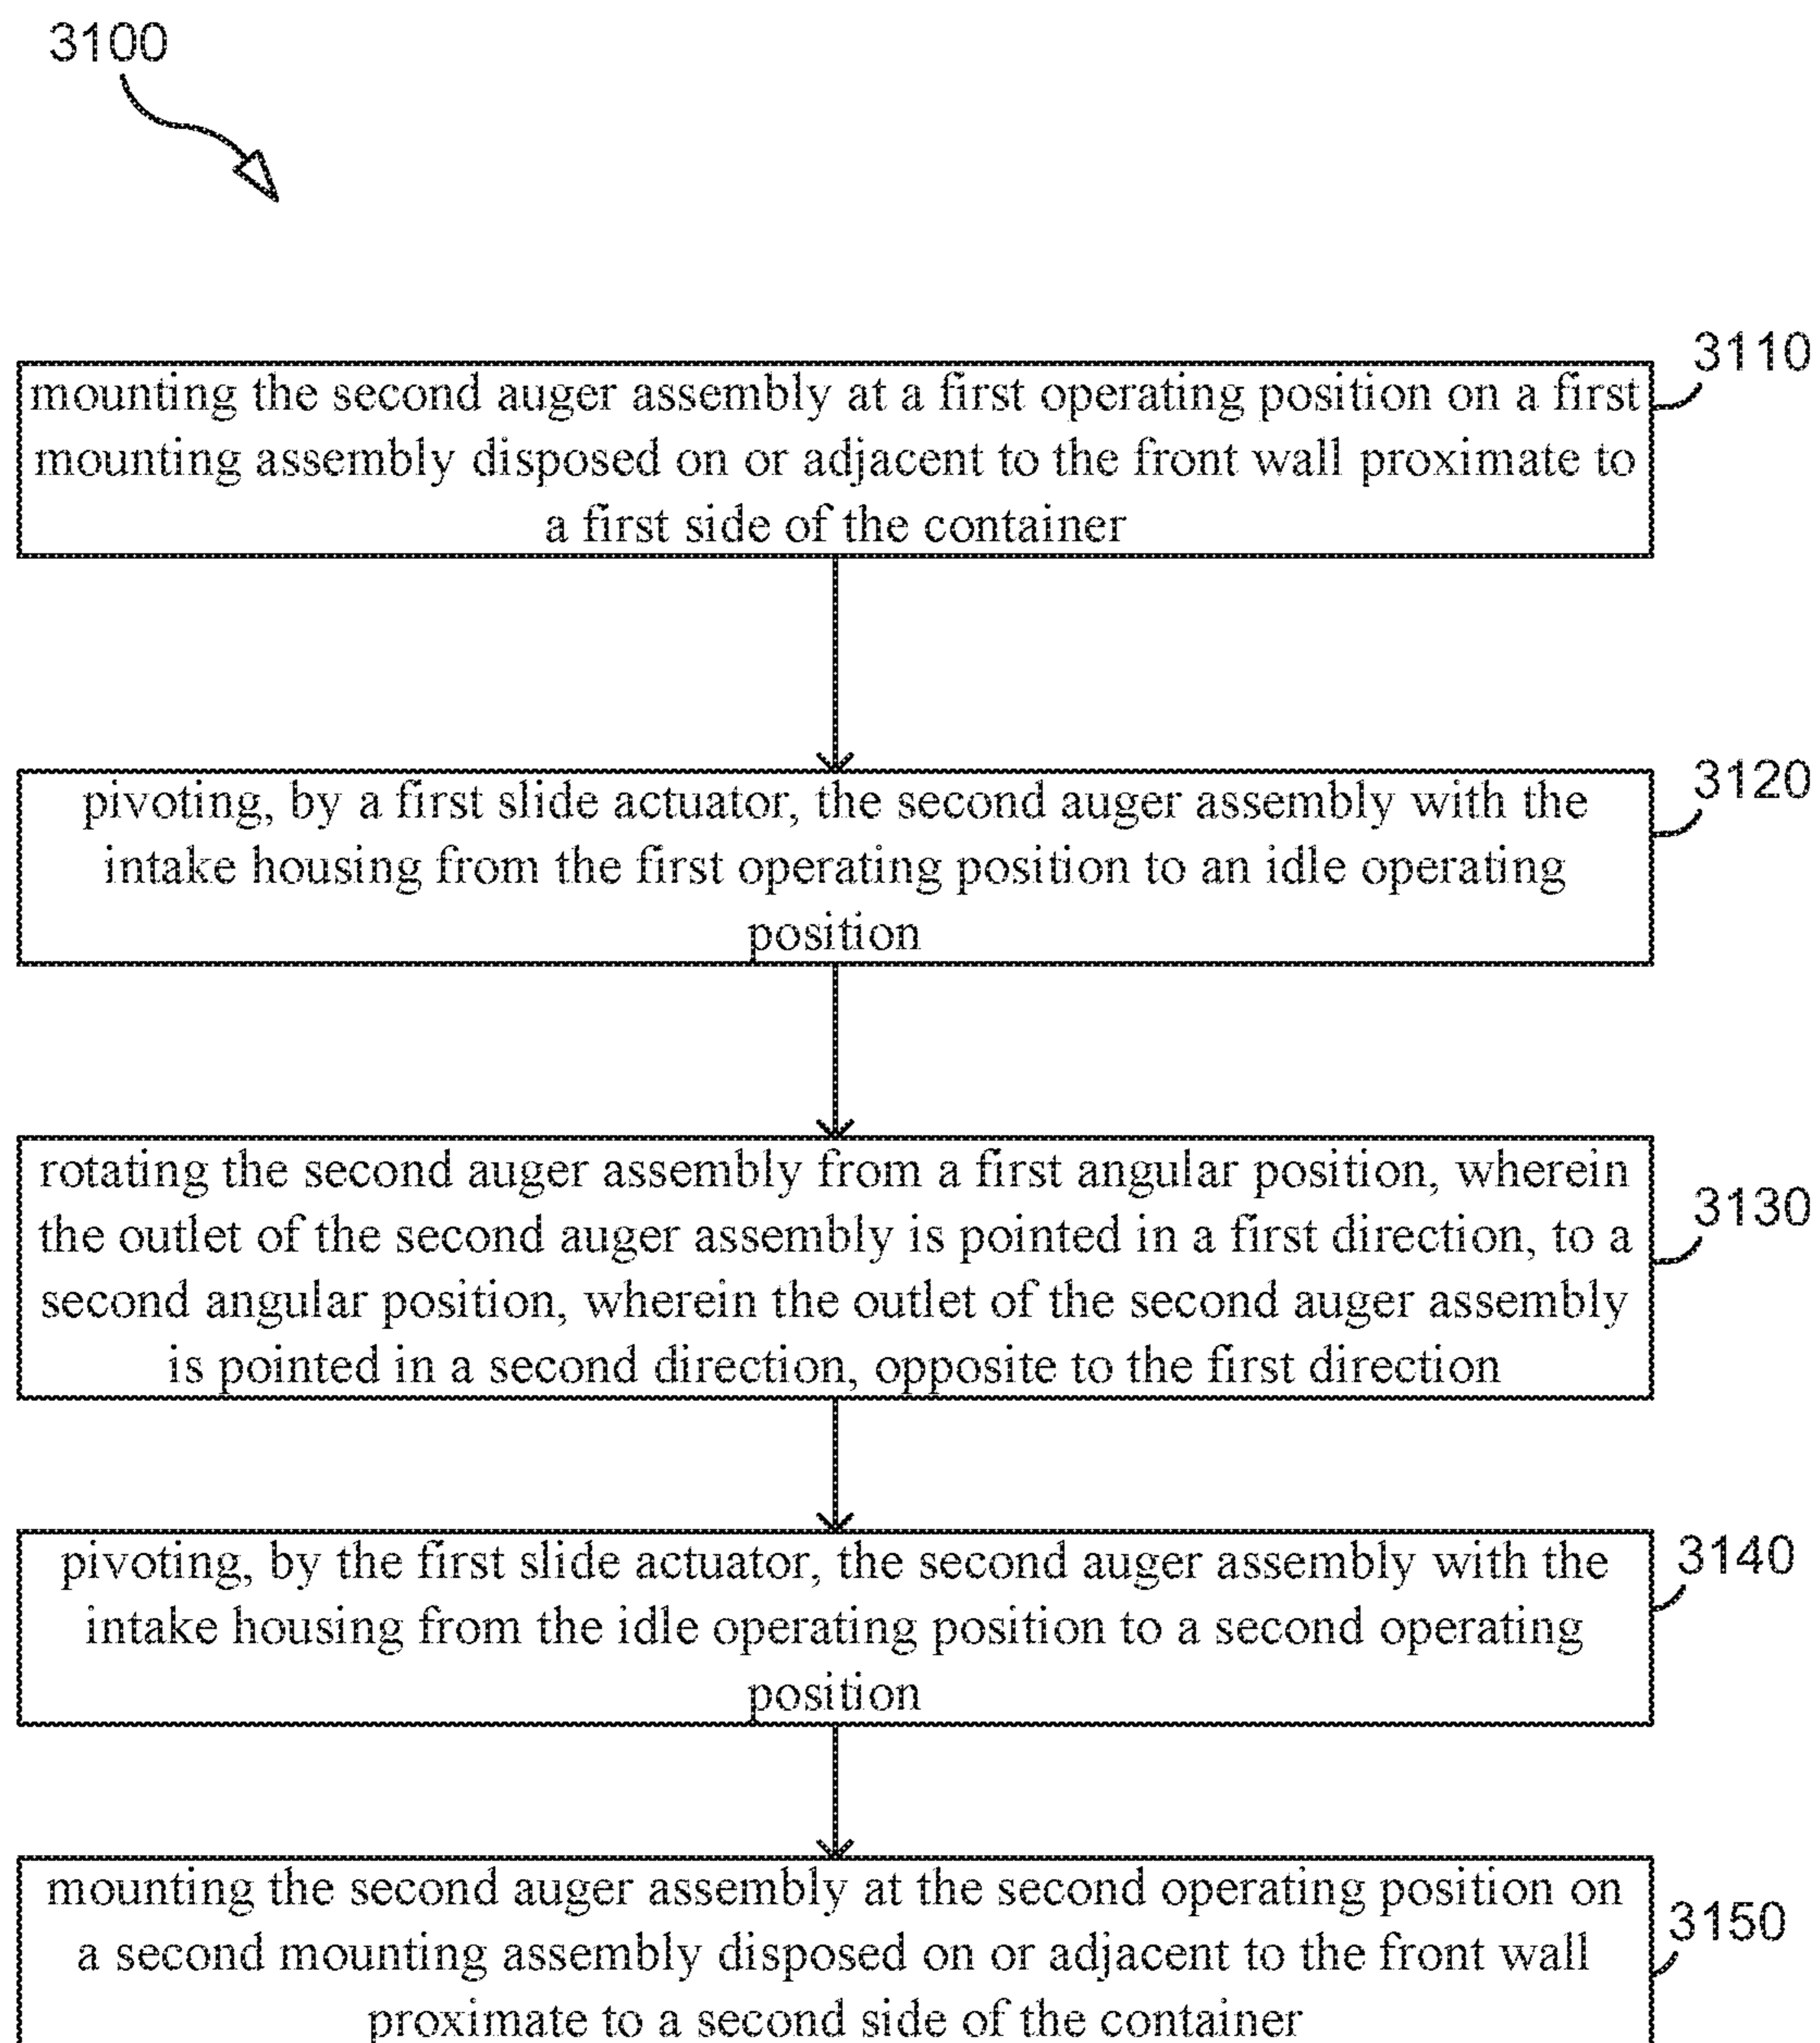 3100
3110
mounting the second auger assembly at a first operating position on a first
mounting assembly disposed on or adjacent to the front wall proximate to
a first side of the container
3120
pivoting, by a first slide actuator, the second auger assembly with the
intake housing from the first operating position to an idle operating
position
3130
rotating the second auger assembly from a first angular position, wherein
the outlet of the second auger assembly is pointed in a first direction, to a
second angular position, wherein the outlet of the second auger assembly
is pointed in a second direction, opposite to the first direction
3140
pivoting, by the first slide actuator, the second auger assembly with the
intake housing from the idle operating position to a second operating
position
3150
mounting the second auger assembly at the second operating position on
a second mounting assembly disposed on or adjacent to the front wall
proximate to a second side of the container